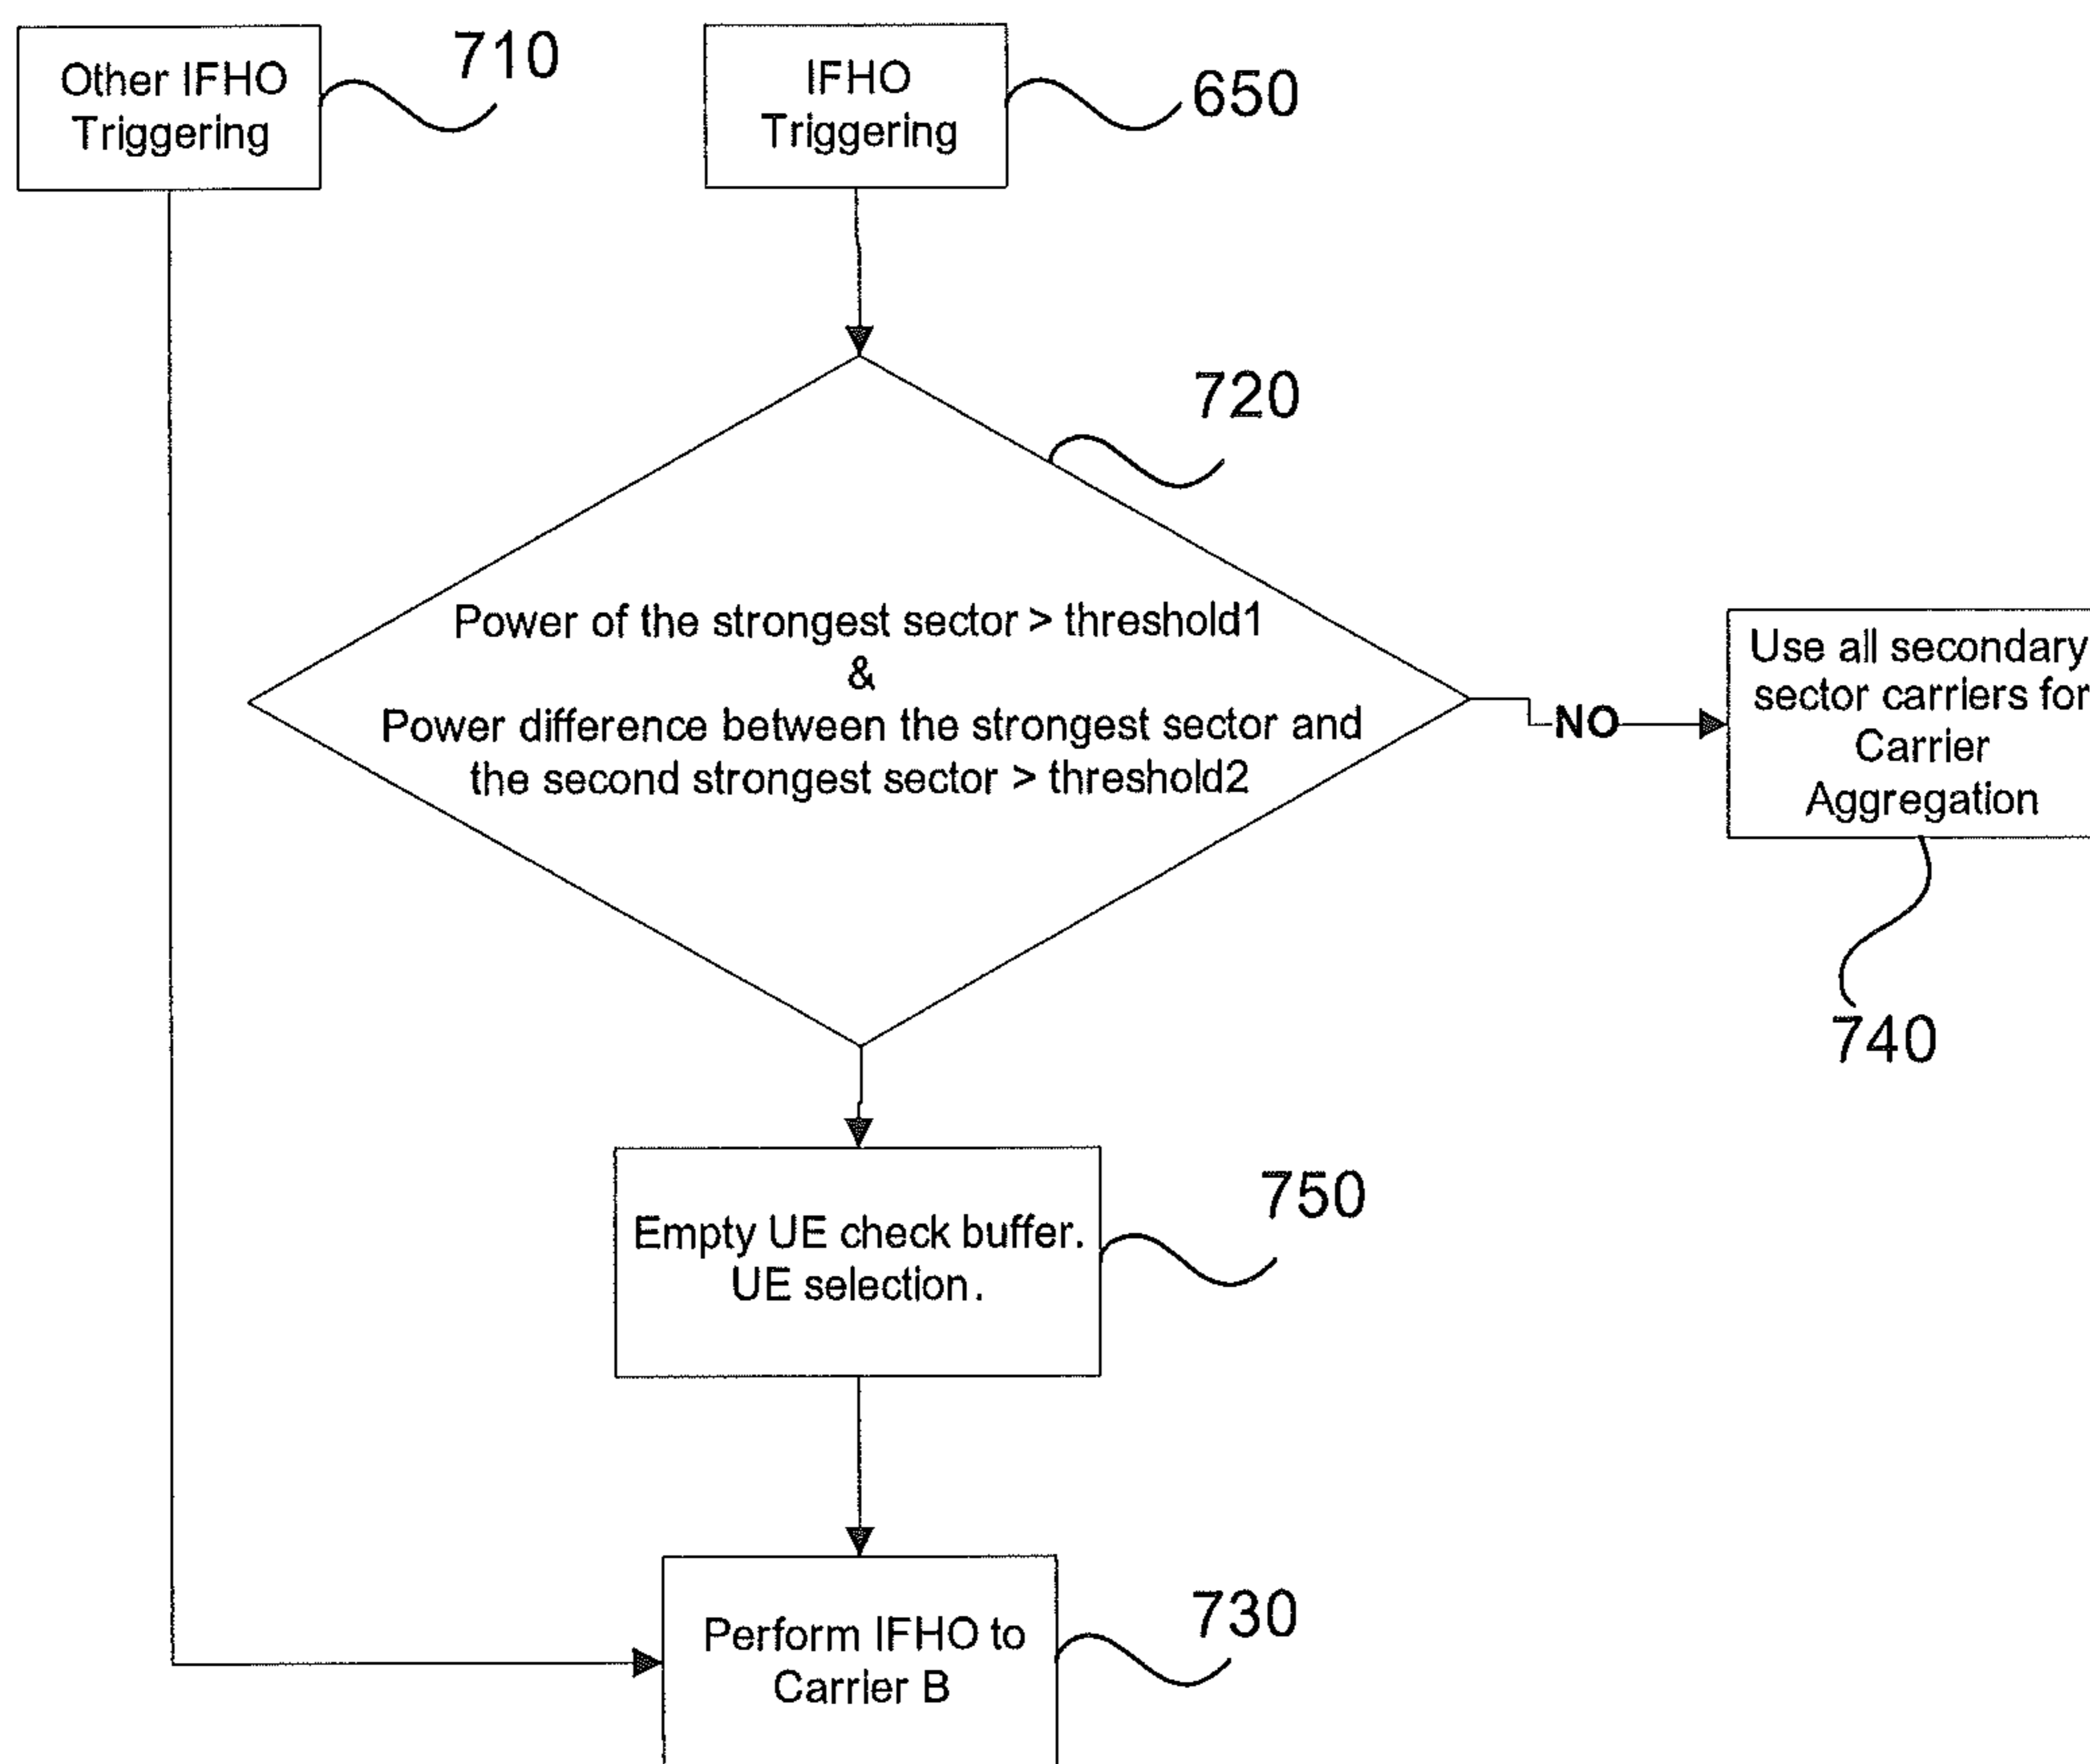 Other IFHO
Triggering
710
IFHO
Triggering
650
720
Power of the strongest sector > threshold1
&
Power difference between the strongest sector and
the second strongest sector > threshold2
NO
Use all secondary
sector carriers for
Carrier
Aggregation
740
Empty UE check buffer.
UE selection.
750
Perform IFHO to
Carrier B
730